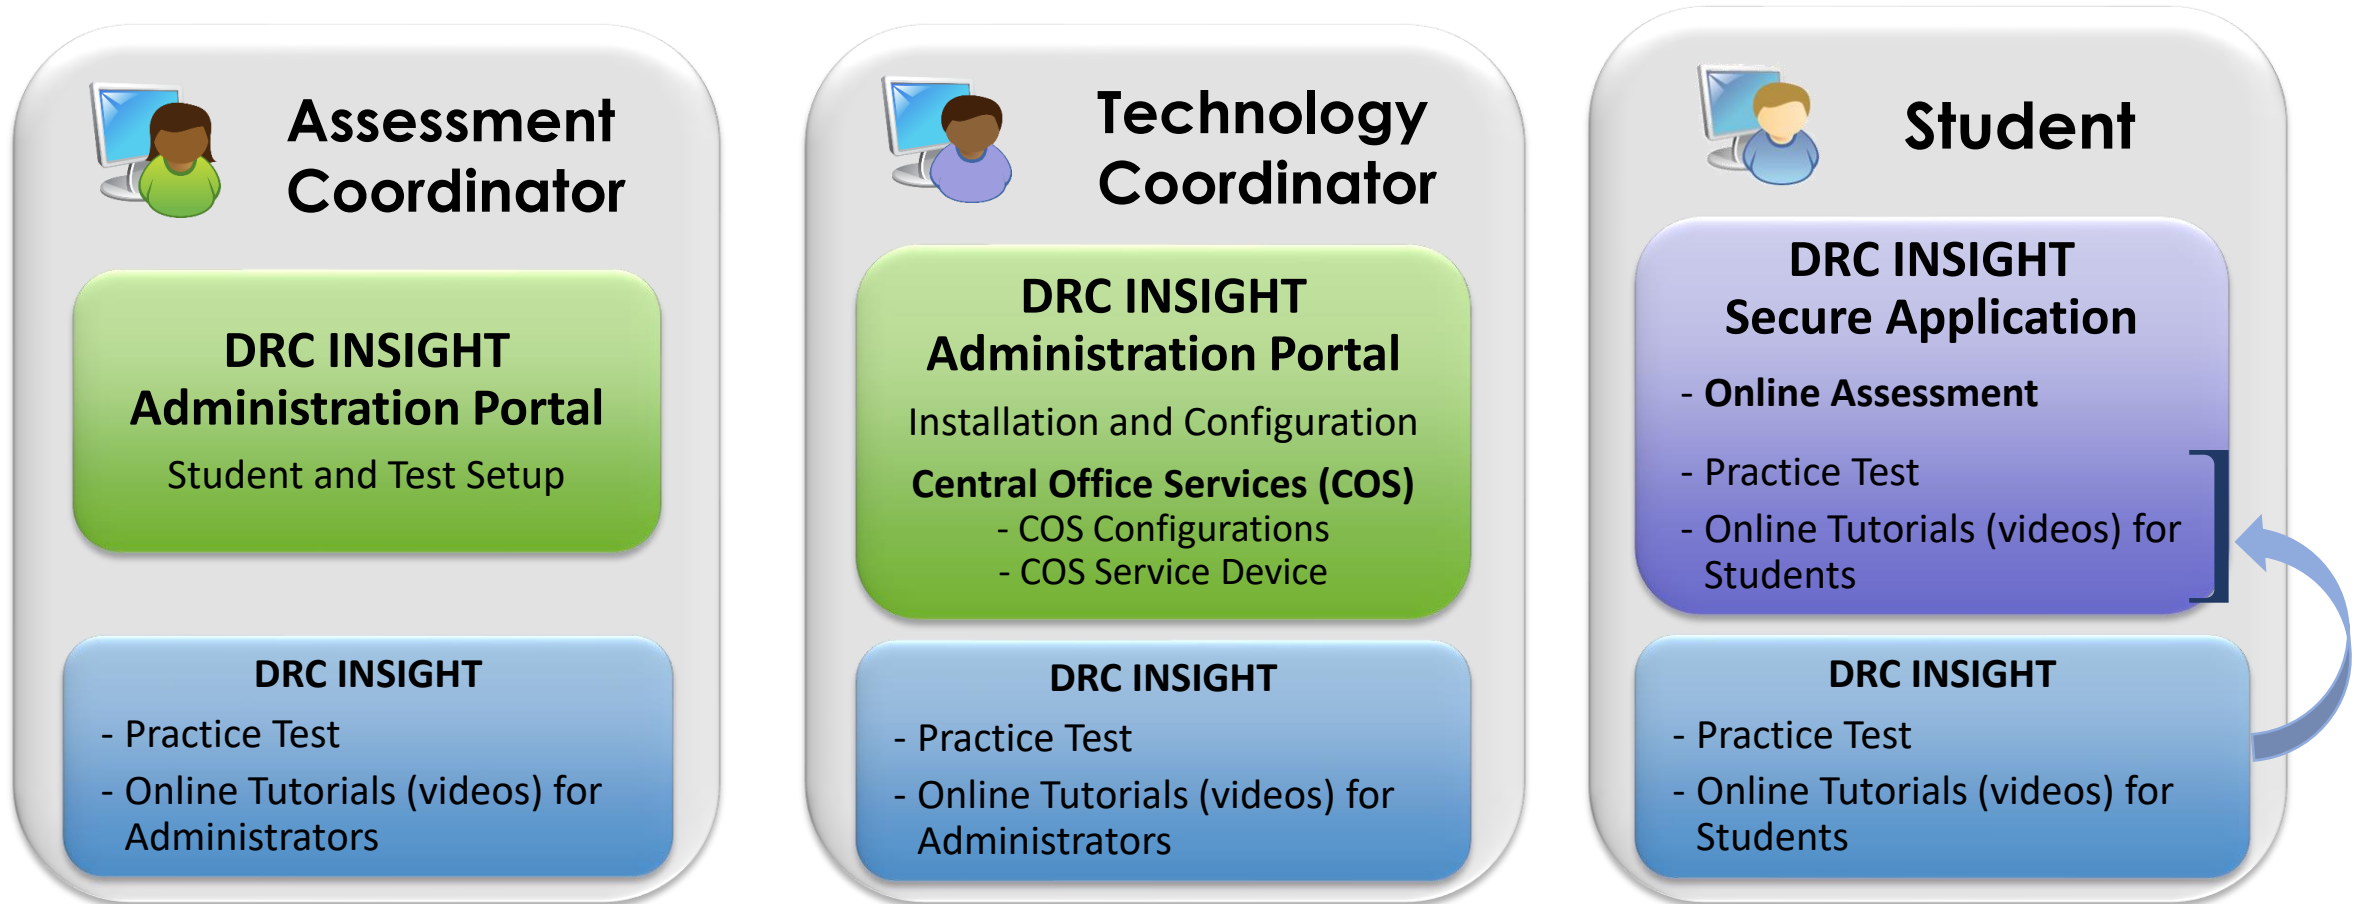 Assessment
Coordinator
DRC INSIGHT
Administration Portal
Student and Test Setup
DRC INSIGHT
- Practice Test
- Online Tutorials (videos) for
Administrators
Technology
Coordinator
DRC INSIGHT
Administration Portal
Installation and Configuration
Central Office Services (COS)
- COS Configurations
- COS Service Device
DRC INSIGHT
- Practice Test
- Online Tutorials (videos) for
Administrators
Student
DRC INSIGHT
Secure Application
- Online Assessment
- Practice Test
- Online Tutorials (videos) for
Students
DRC INSIGHT
- Practice Test
- Online Tutorials (videos) for
Students